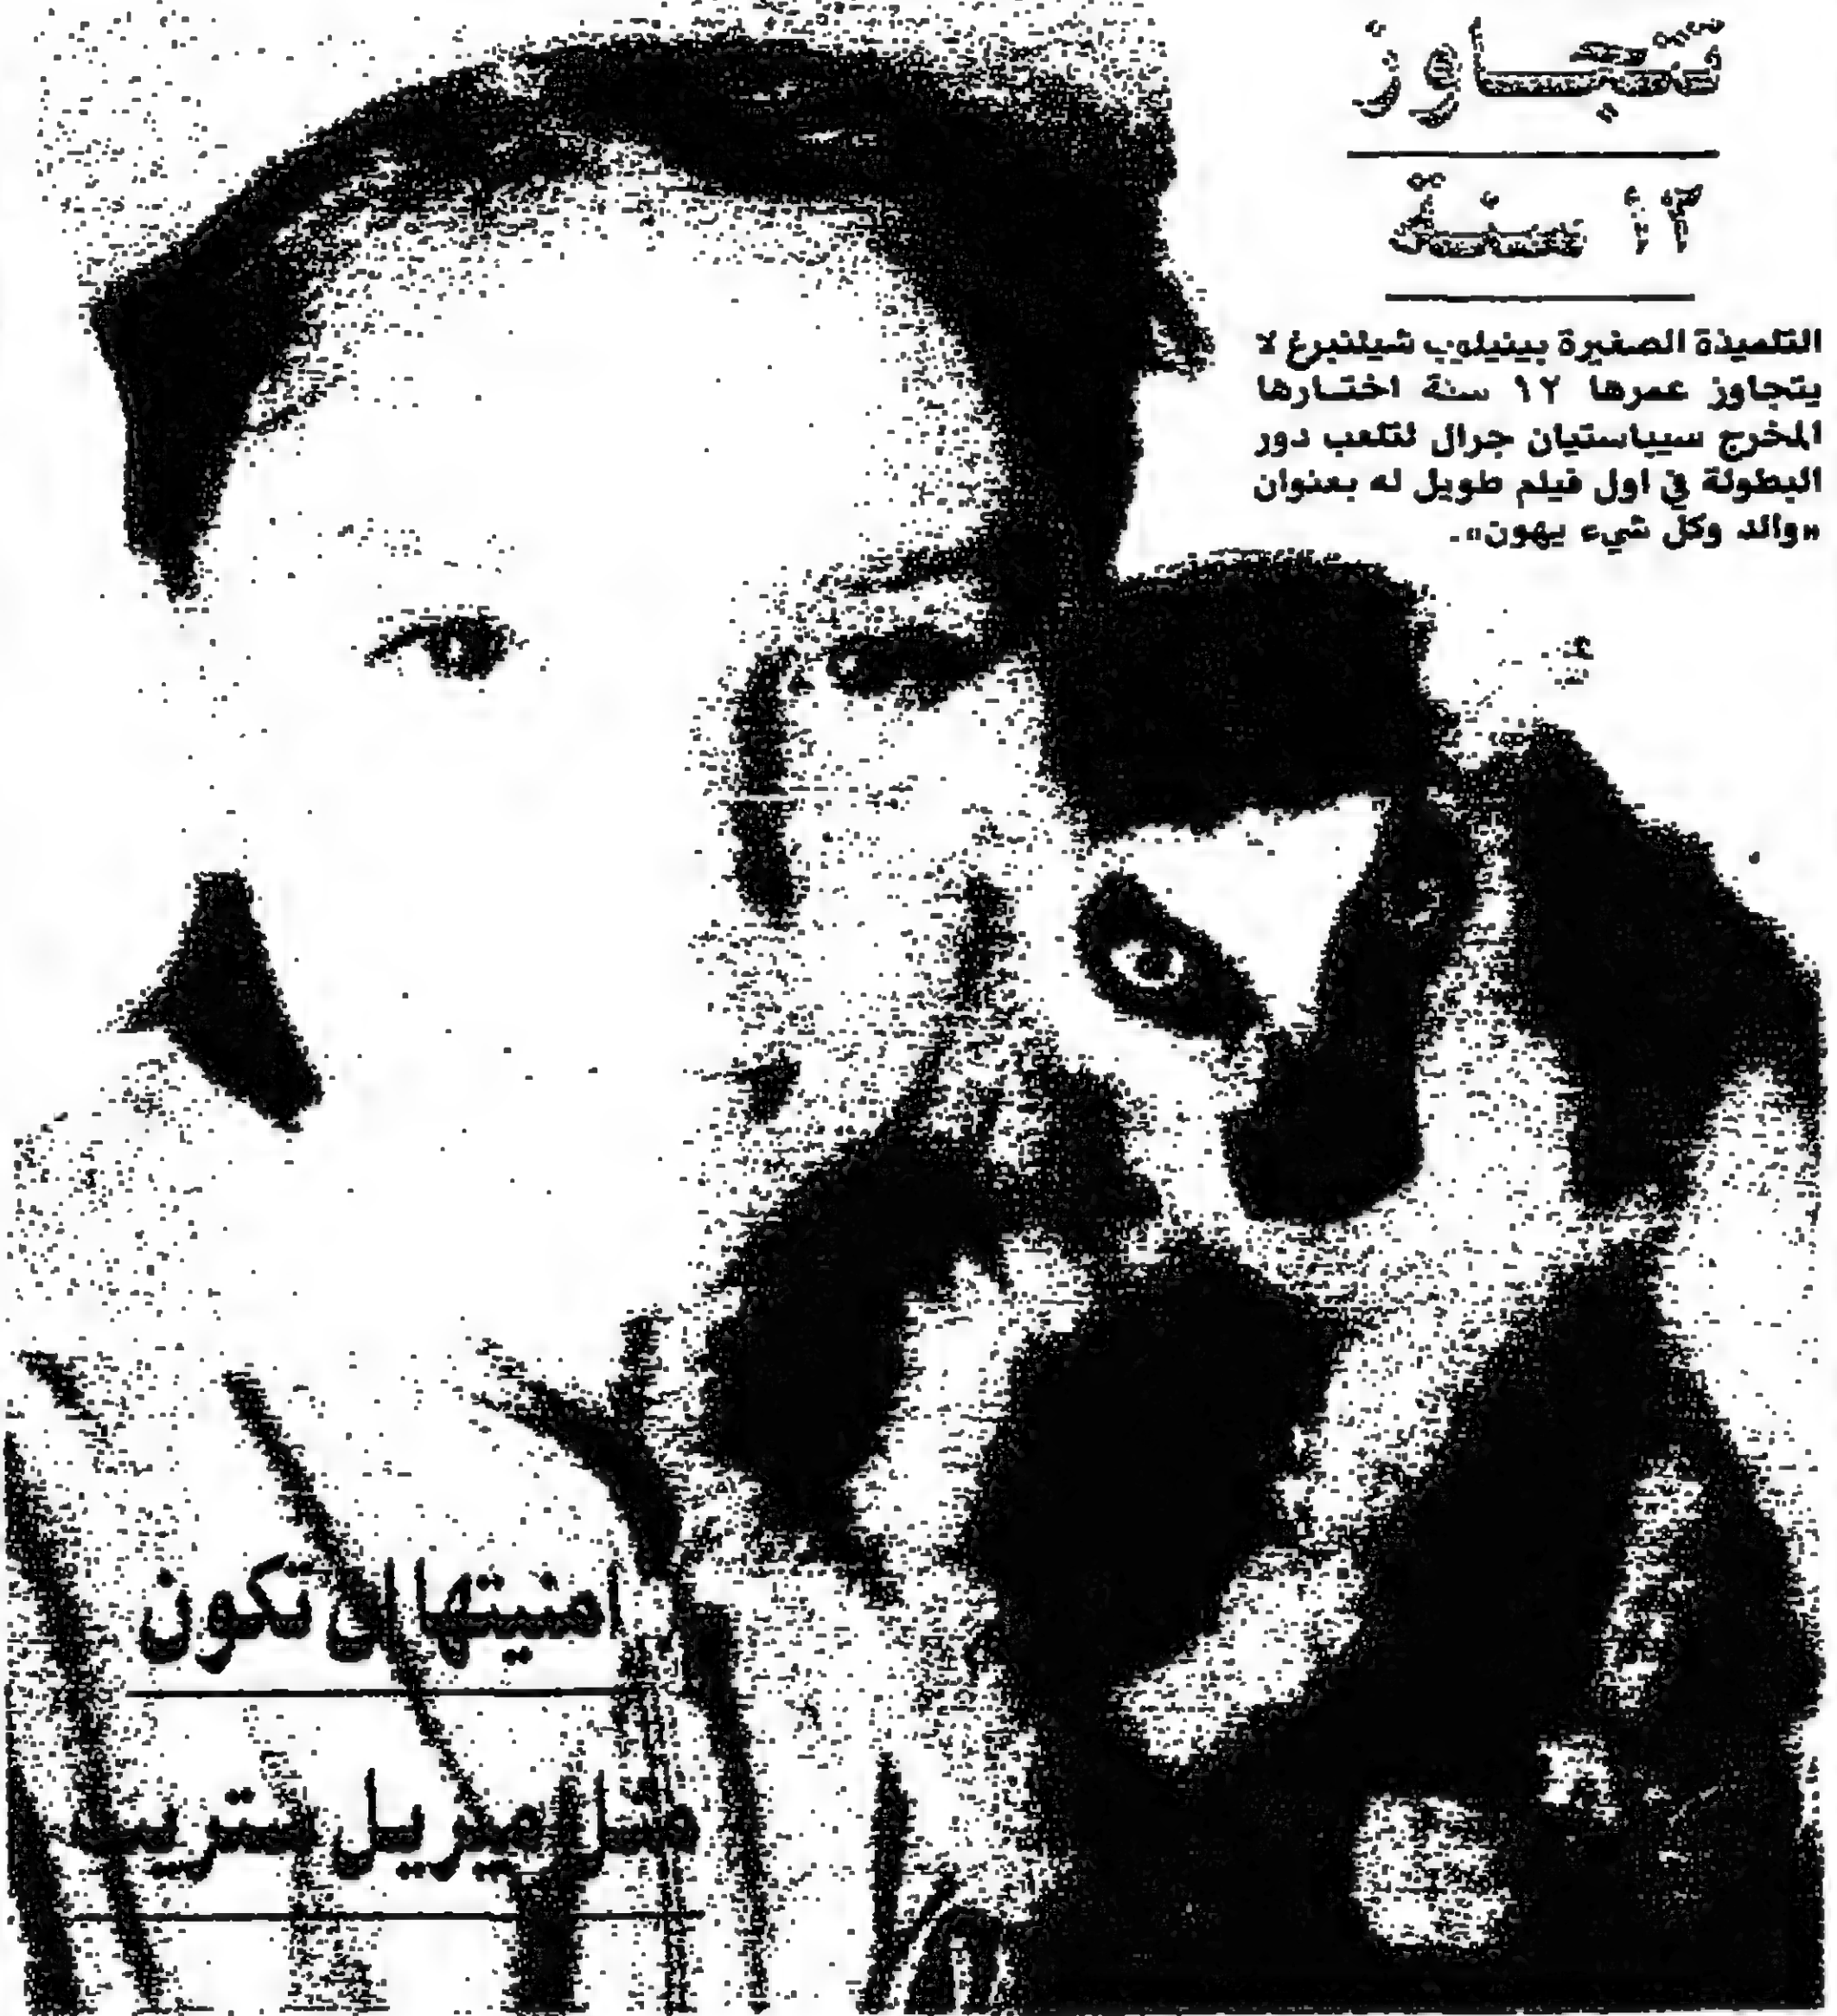 تتجاوز
١٢ سنة
التلميذة الصغيرة بينيلوب شيلنبرغ لا
يتجاوز عمرها ١٢ سنة اختارها
المخرج سيباستيان جرال لتلعب دور
البطولة في اول فيلم طويل له بعنوان
«والد وكل شيء يهون».
امنيتها ان تكون
مثل ميريل ستريب